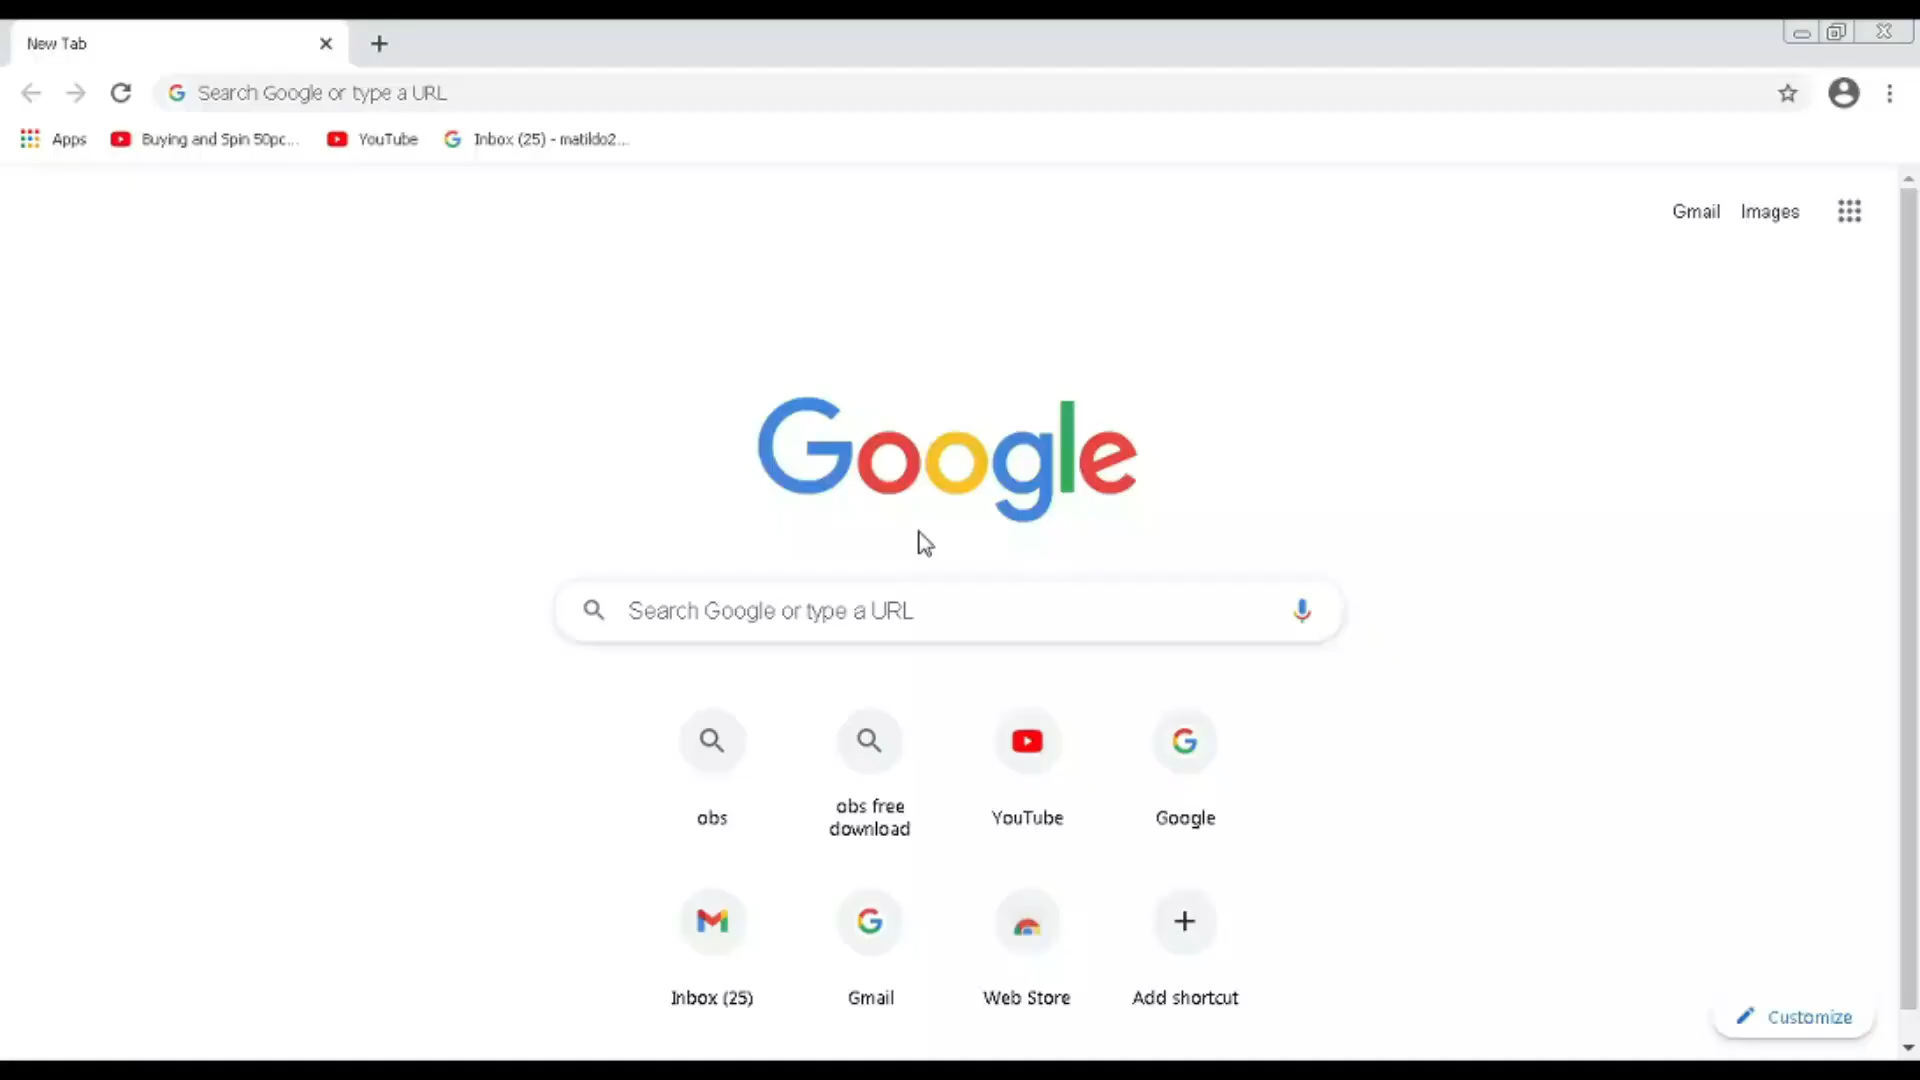 New Tab
Search Google or type a URL
Apps
Buying and Spin 50pc...
YouTube
Inbox (25) - matildo2...
Gmail
Images
Google
Search Google or type a URL
obs
obs free
download
YouTube
Google
Inbox (25)
Gmail
Web Store
Add shortcut
Customize